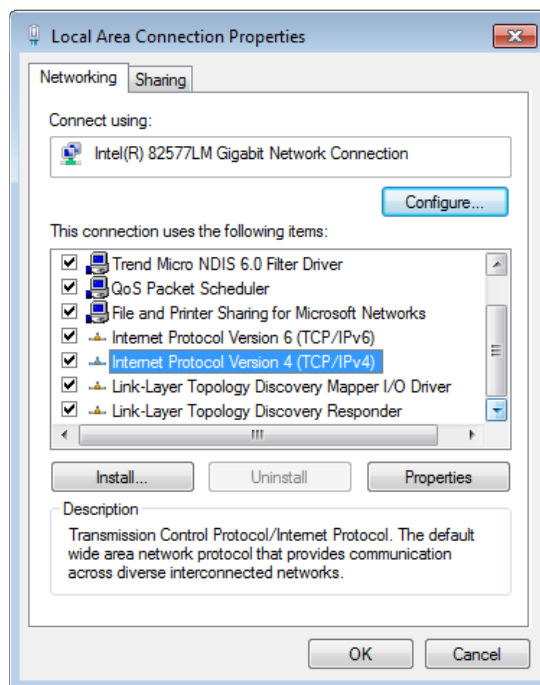 Local Area Connection Properties
Networking
Sharing
Connect using:
Intel(R) 82577LM Gigabit Network Connection
Configure...
This connection uses the following items:
Trend Micro NDIS 6.0 Filter Driver
QoS Packet Scheduler
File and Printer Sharing for Microsoft Networks
Internet Protocol Version 6 (TCP/IPv6)
Internet Protocol Version 4 (TCP/IPv4)
Link-Layer Topology Discovery Mapper I/O Driver
Link-Layer Topology Discovery Responder
Install...
Uninstall
Properties
Description
Transmission Control Protocol/Internet Protocol. The default
wide area network protocol that provides communication
across diverse interconnected networks.
OK
Cancel